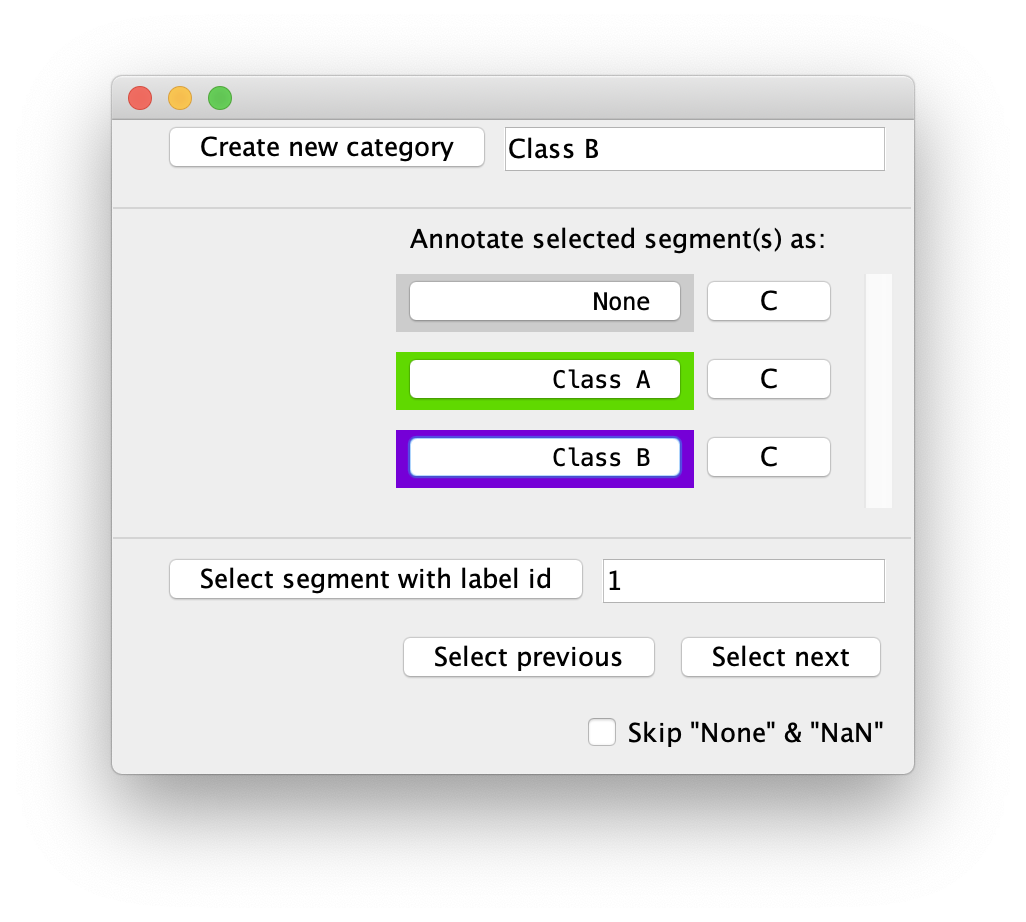 Create new category Class B
Annotate selected segment(s) as:
None C
Class A C
Class B C
Select segment with label id 1
Select previous Select next
Skip "None" & "NaN"